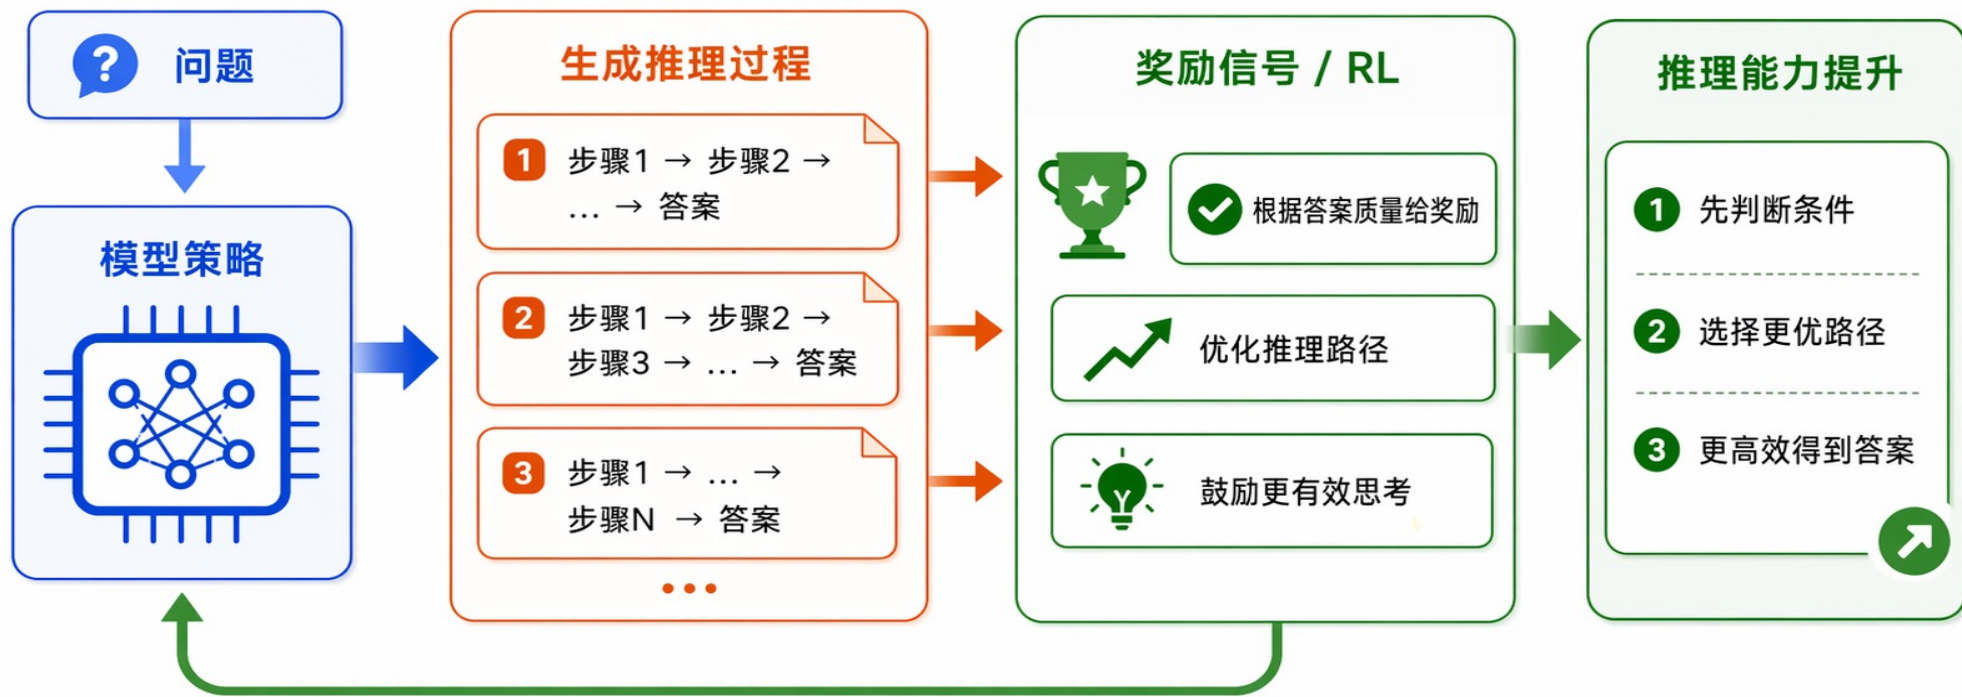 问题
模型策略
生成推理过程
1 步骤1 → 步骤2 →
... → 答案
2 步骤1 → 步骤2 →
步骤3 → ... → 答案
3 步骤1 → ... →
步骤N → 答案
...
奖励信号 / RL
根据答案质量给奖励
优化推理路径
鼓励更有效思考
推理能力提升
1 先判断条件
2 选择更优路径
3 更高效得到答案